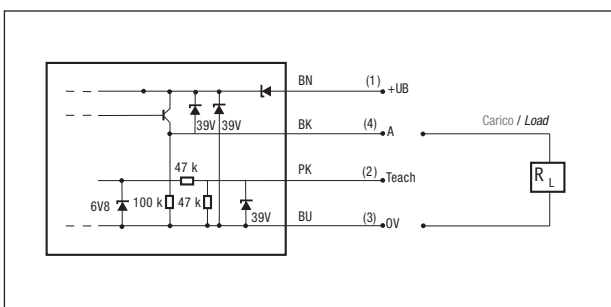 BN (1) +UB
39V 39V BK (4) A Carico / Load
47 k PK (2) Teach R L
6V8 100 k 47 k 39V BU (3) 0V